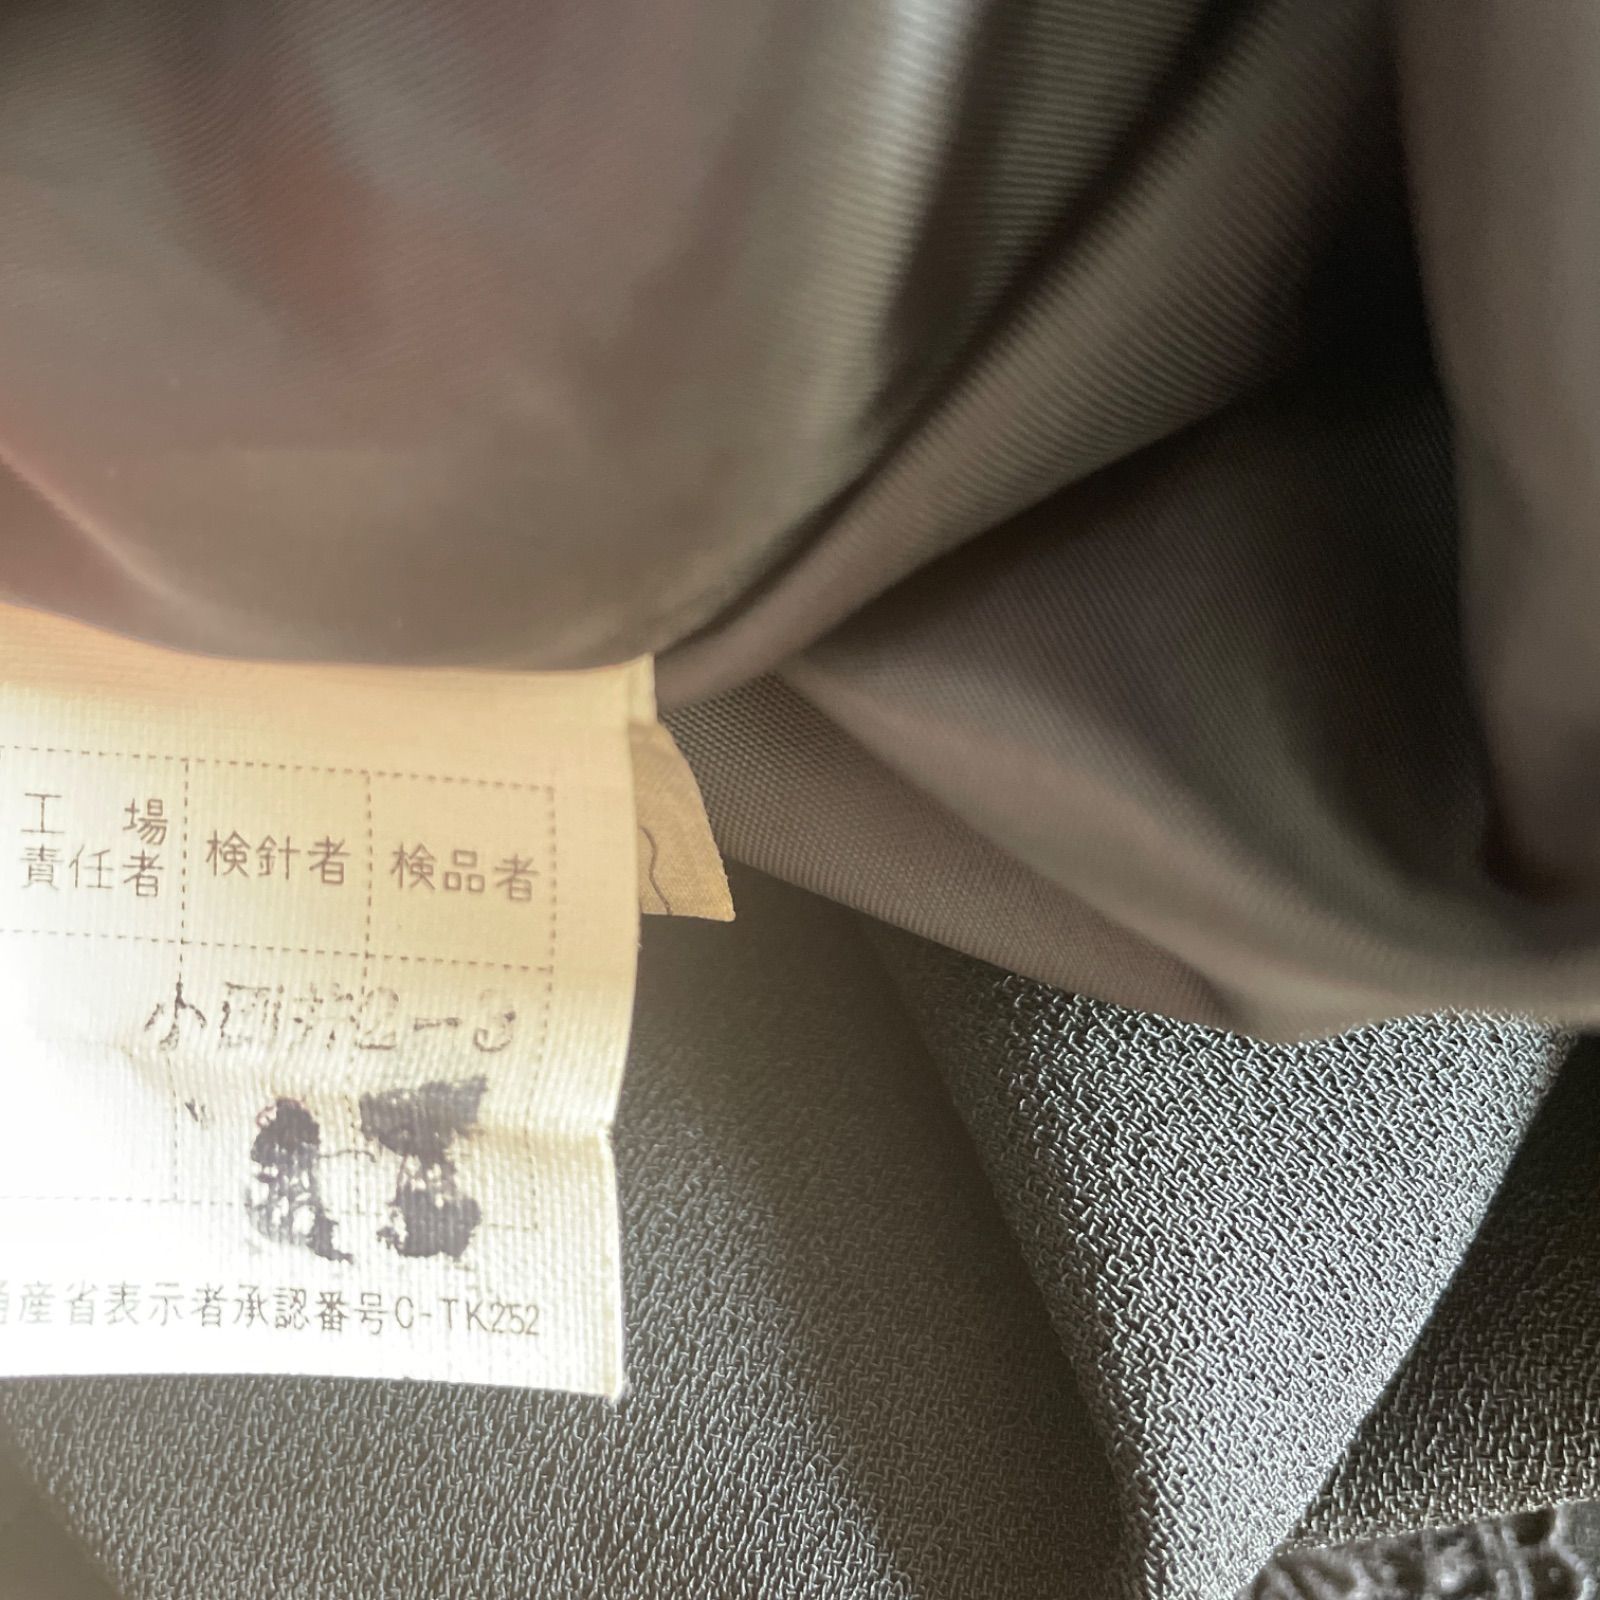 工場
責任者
検針者
検品者
産省表示者承認番号C-TK252